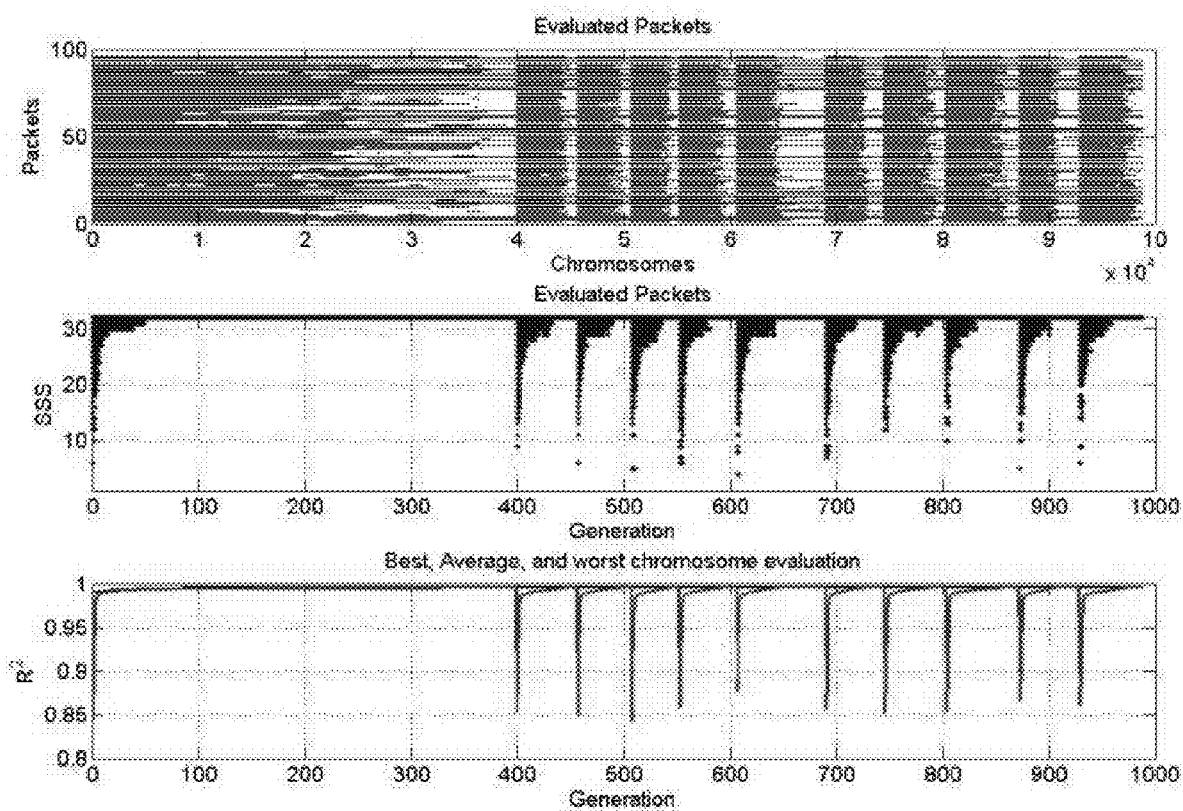 Evaluated Packets
100
50
0
Packets
0 1 2 3 4 5 6 7 8 9 10
Chromosomes
x 10⁴
Evaluated Packets
30
20
10
SSS
0 100 200 300 400 500 600 700 800 900 1000
Generation
Best, Average, and worst chromosome evaluation
1
0.95
0.9
0.85
0.8
R²
0 100 200 300 400 500 600 700 800 900 1000
Generation